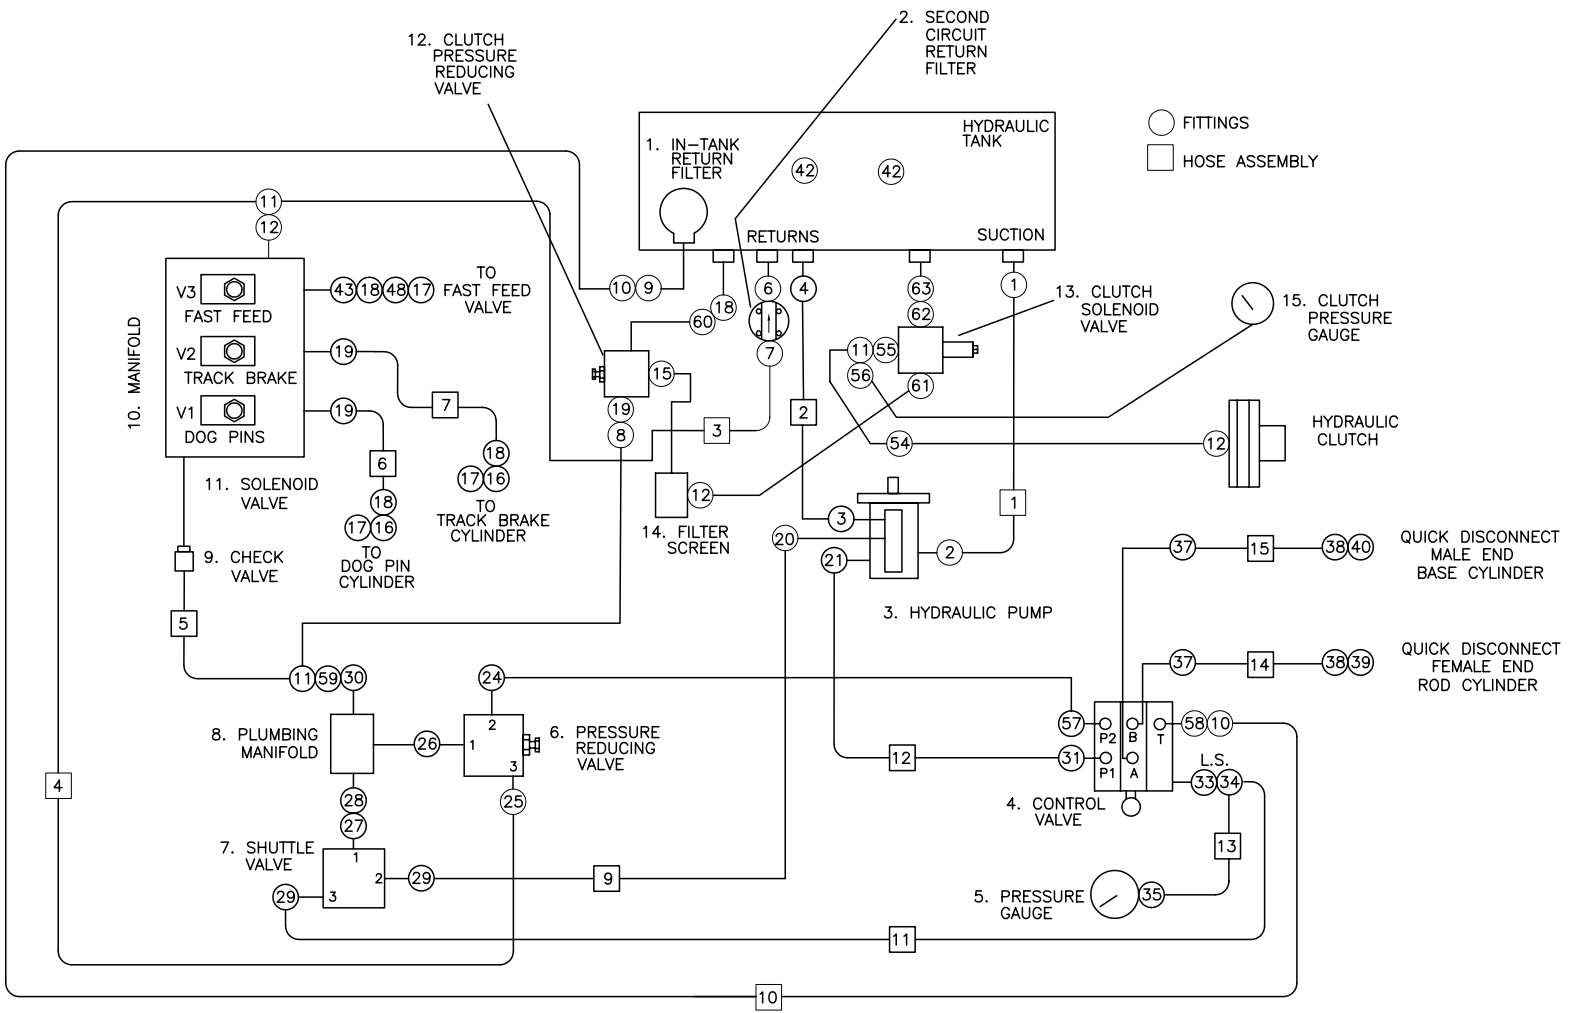 2. SECOND
CIRCUIT
RETURN
FILTER
12. CLUTCH
PRESSURE
REDUCING
VALVE
HYDRAULIC
TANK
1. IN-TANK
RETURN
FILTER
42
42
RETURNS
SUCTION
FITTINGS
HOSE ASSEMBLY
11
12
10
9
18
60
6
4
63
62
1
7
13. CLUTCH
SOLENOID
VALVE
15. CLUTCH
PRESSURE
GAUGE
10. MANIFOLD
V3
FAST FEED
V2
TRACK BRAKE
V1
DOG PINS
43
18
48
17
TO
FAST FEED
VALVE
19
7
18
17
16
TO
TRACK BRAKE
CYLINDER
19
6
18
17
16
TO
DOG PIN
CYLINDER
11. SOLENOID
VALVE
15
19
8
3
2
11
55
56
61
54
12
HYDRAULIC
CLUTCH
12
14. FILTER
SCREEN
1
3
20
21
2
3. HYDRAULIC PUMP
9. CHECK
VALVE
5
37
15
38
40
QUICK DISCONNECT
MALE END
BASE CYLINDER
37
14
38
39
QUICK DISCONNECT
FEMALE END
ROD CYLINDER
11
59
30
24
8. PLUMBING
MANIFOLD
26
2
1
3
6. PRESSURE
REDUCING
VALVE
25
4
28
27
7. SHUTTLE
VALVE
1
2
3
29
29
9
12
57
31
P2
B
T
P1
A
58
10
L.S.
33
34
4. CONTROL
VALVE
13
5. PRESSURE
GAUGE
35
11
10